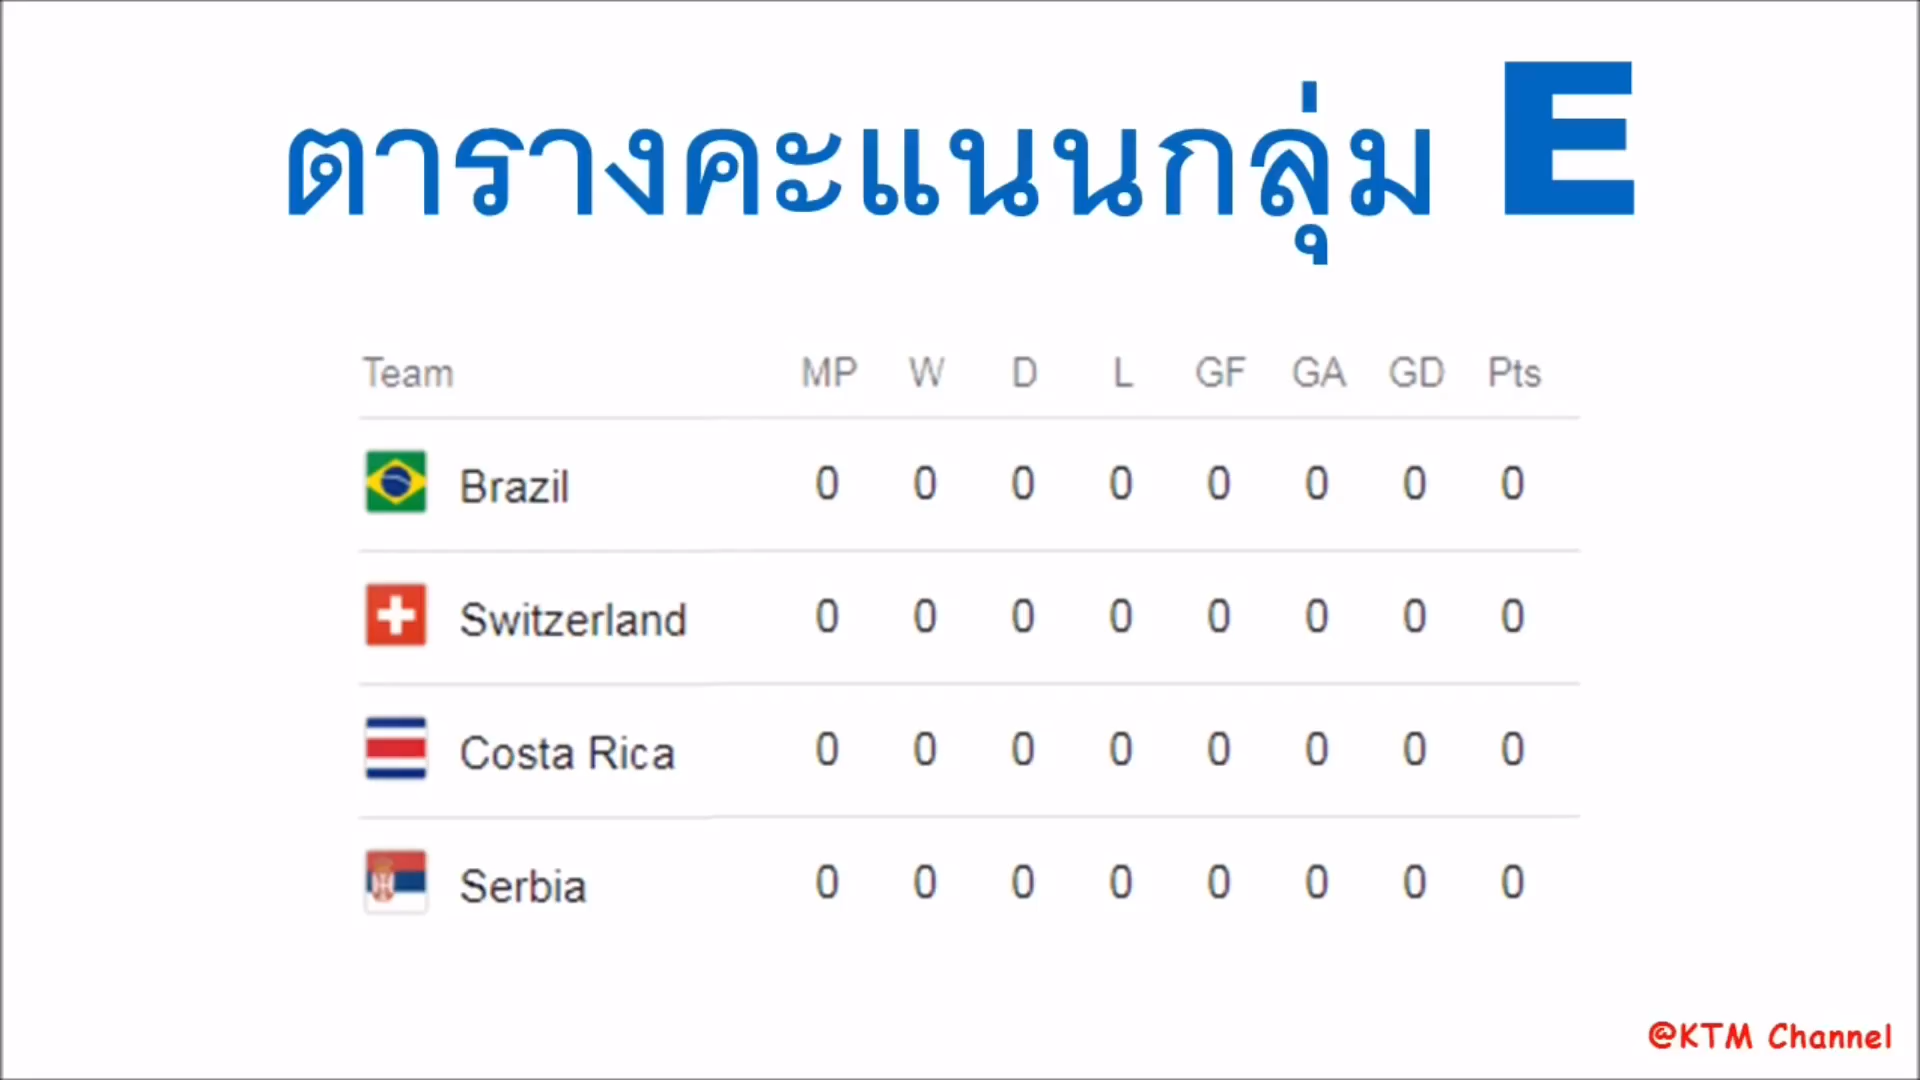 ตารางคะแนนกลุ่ม E
Team MP W D L GF GA GD Pts
Brazil 0 0 0 0 0 0 0 0
Switzerland 0 0 0 0 0 0 0 0
Costa Rica 0 0 0 0 0 0 0 0
Serbia 0 0 0 0 0 0 0 0
@KTM Channel